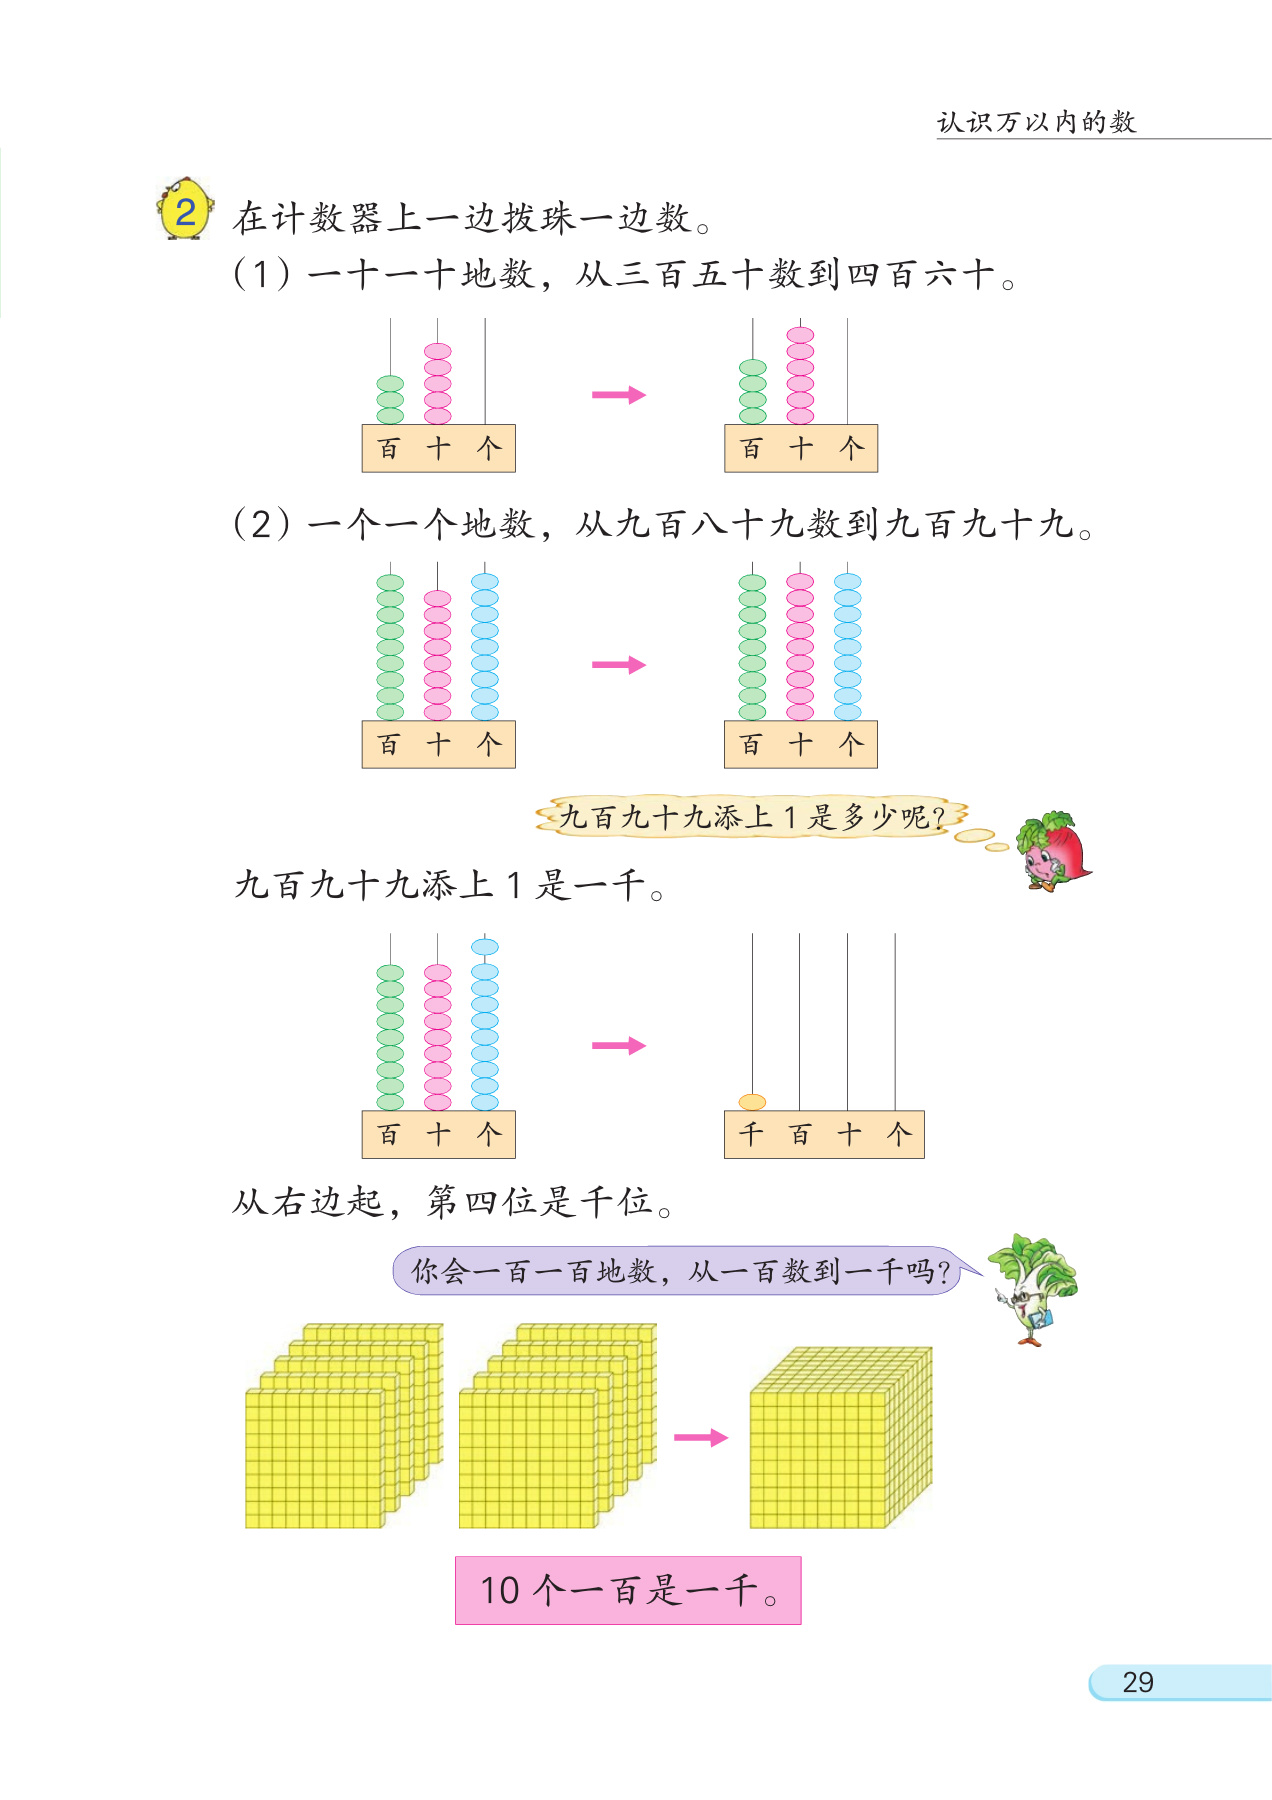 认识万以内的数
2 在计数器上一边拨珠一边数。
（1）一十一十地数，从三百五十数到四百六十。
百 十 个
百 十 个
（2）一个一个地数，从九百八十九数到九百九十九。
百 十 个
百 十 个
九百九十九添上 1 是多少呢？
九百九十九添上 1 是一千。
百 十 个
千 百 十 个
从右边起，第四位是千位。
你会一百一百地数，从一百数到一千吗？
10 个一百是一千。
29